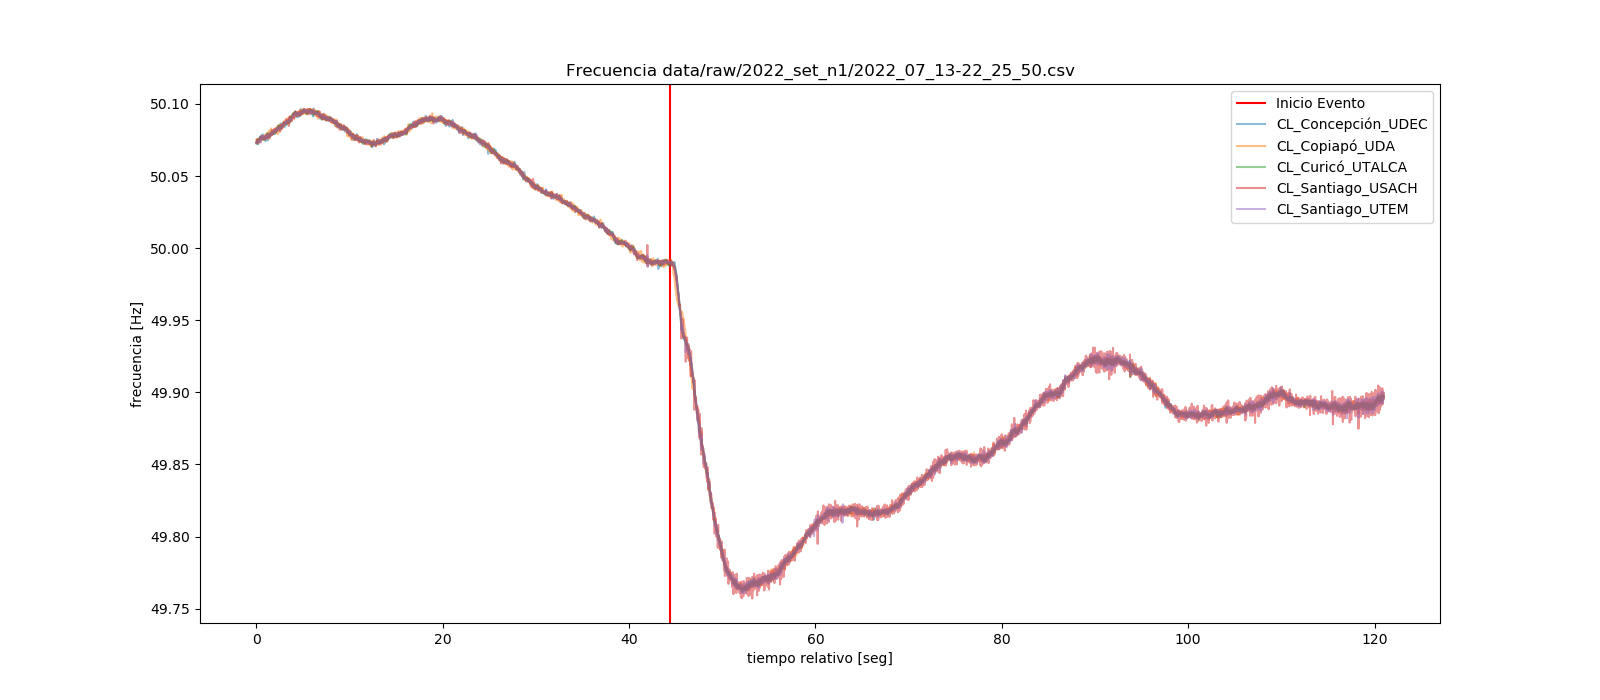 Frecuencia data/raw/2022_set_n1/2022_07_13-22_25_50.csv
50.10
50.05
50.00
49.95
49.90
49.85
49.80
49.75
frecuencia [Hz]
Inicio Evento
CL_Concepción_UDEC
CL_Copiapó_UDA
CL_Curicó_UTALCA
CL_Santiago_USACH
CL_Santiago_UTEM
0 20 40 60 80 100 120
tiempo relativo [seg]